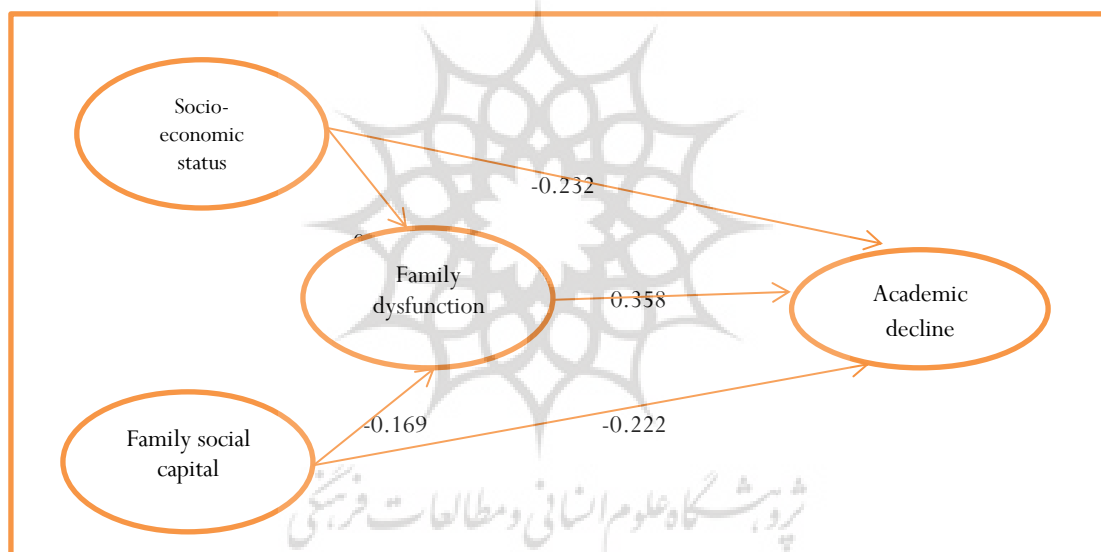 Socio-
economic
status
-0.232
Family
dysfunction
0.358
Academic
decline
-0.169
-0.222
Family social
capital
پژوهشگاه علوم انسانی و مطالعات فرهنگی